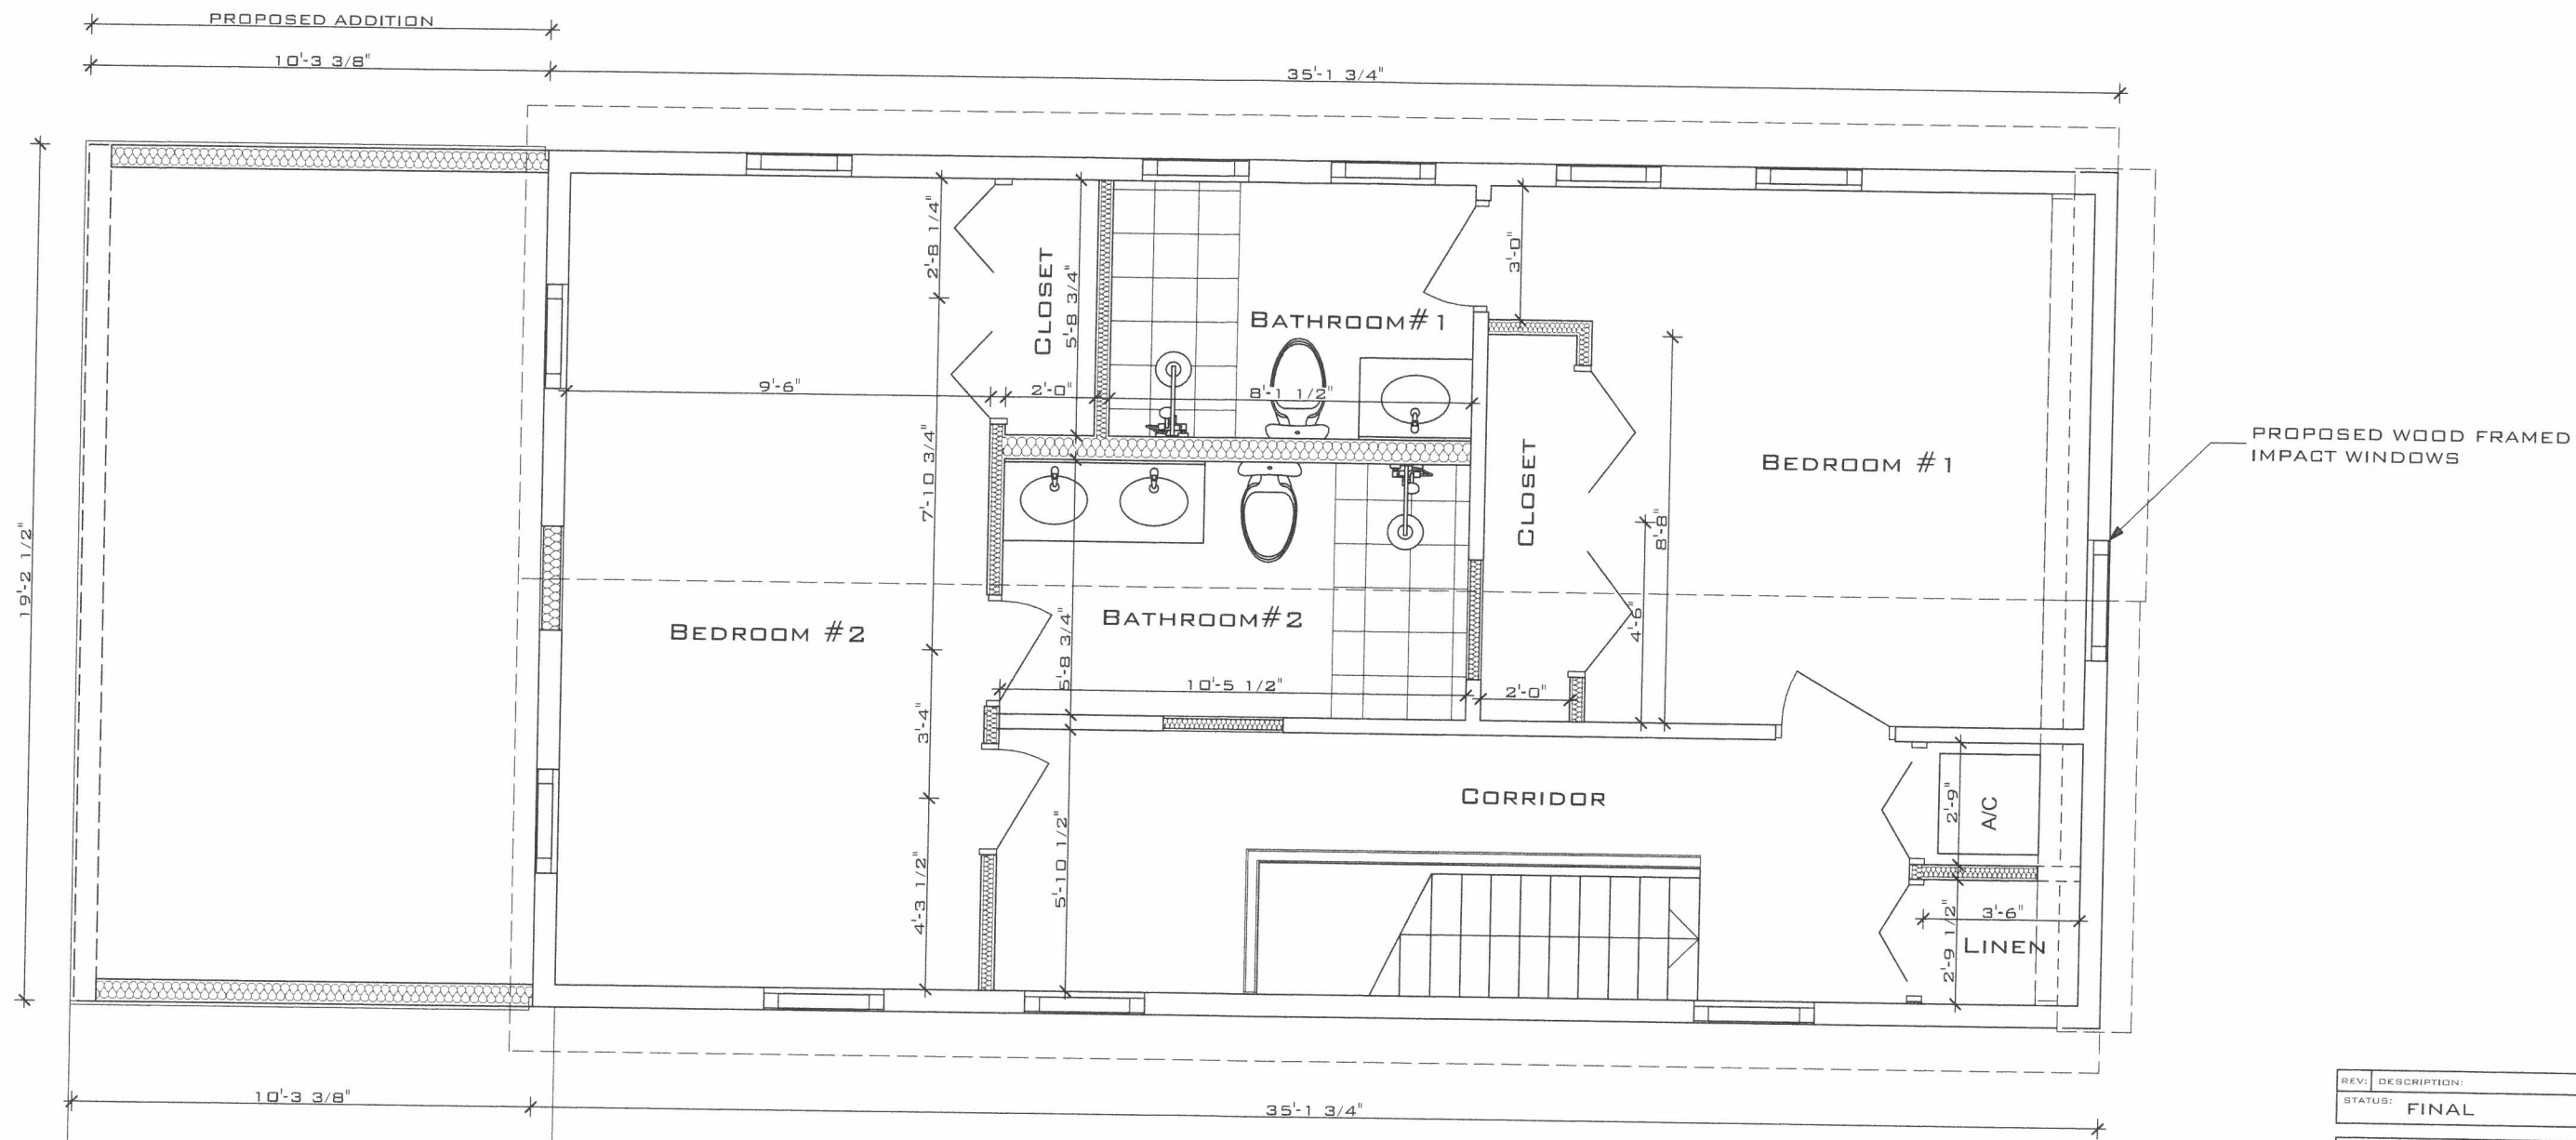 PROPOSED ADDITION
10'-3 3/8"
35'-1 3/4"
19'-2 1/2"
2'-8 1/4"
CLOSET
5'-8 3/4"
3'-0"
BATHROOM#1
9'-6"
2'-0"
8'-1 1/2"
7'-10 3/4"
CLOSET
8'-8"
BEDROOM #1
PROPOSED WOOD FRAMED
IMPACT WINDOWS
BEDROOM #2
BATHROOM#2
5'-8 3/4"
4'-6"
10'-5 1/2"
2'-0"
3'-4"
CORRIDOR
2'-9"
A/C
4'-3 1/2"
5'-10 1/2"
3'-6"
2'-9 1/2"
LINEN
10'-3 3/8"
35'-1 3/4"
REV: DESCRIPTION:
STATUS: FINAL